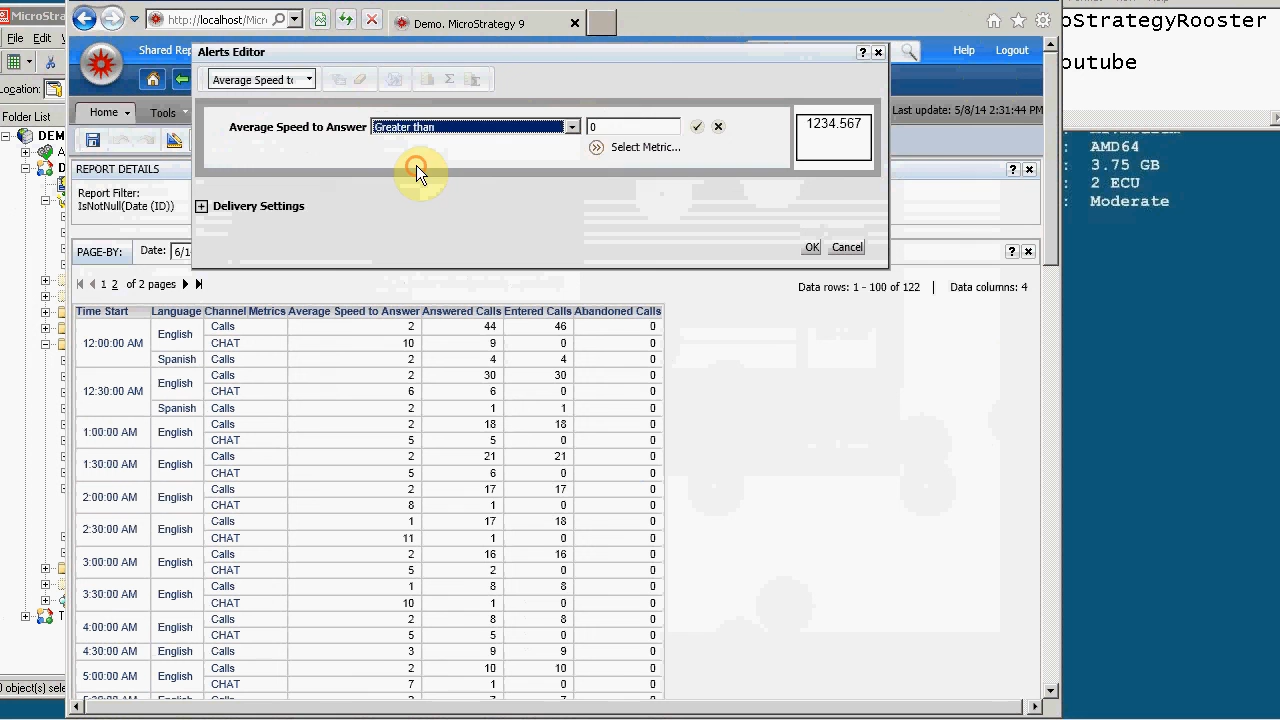 MicroStra
http://localhost/Micr
Demo. MicroStrategy 9
oStrategyRooster
File Edit
Shared Rep
Alerts Editor
Help Logout
outube
Average Speed to
Location:
Home Tools
Last update: 5/8/14 2:31:44 PM
Folder List
Average Speed to Answer Greater than 0
1234.567
Select Metric...
DEM
: AMD64
: 3.75 GB
: 2 ECU
: Moderate
REPORT DETAILS
Report Filter:
IsNotNull(Date (ID))
Delivery Settings
OK Cancel
PAGE-BY: Date: 6/1
1 2 of 2 pages
Data rows: 1 - 100 of 122 | Data columns: 4
Time Start Language Channel Metrics Average Speed to Answer Answered Calls Entered Calls Abandoned Calls
12:00:00 AM English Calls 2 44 46 0
CHAT 10 9 0 0
Spanish Calls 2 4 4 0
12:30:00 AM English Calls 2 30 30 0
CHAT 6 6 0 0
Spanish Calls 2 1 1 0
1:00:00 AM English Calls 2 18 18 0
CHAT 5 5 0 0
1:30:00 AM English Calls 2 21 21 0
CHAT 5 6 0 0
2:00:00 AM English Calls 2 17 17 0
CHAT 8 1 0 0
2:30:00 AM English Calls 1 17 18 0
CHAT 11 1 0 0
3:00:00 AM English Calls 2 16 16 0
CHAT 5 2 0 0
3:30:00 AM English Calls 1 8 8 0
CHAT 10 1 0 0
4:00:00 AM English Calls 2 8 8 0
CHAT 5 5 0 0
4:30:00 AM English Calls 3 9 9 0
5:00:00 AM English Calls 2 10 10 0
CHAT 7 1 0 0
0 object(s) sele